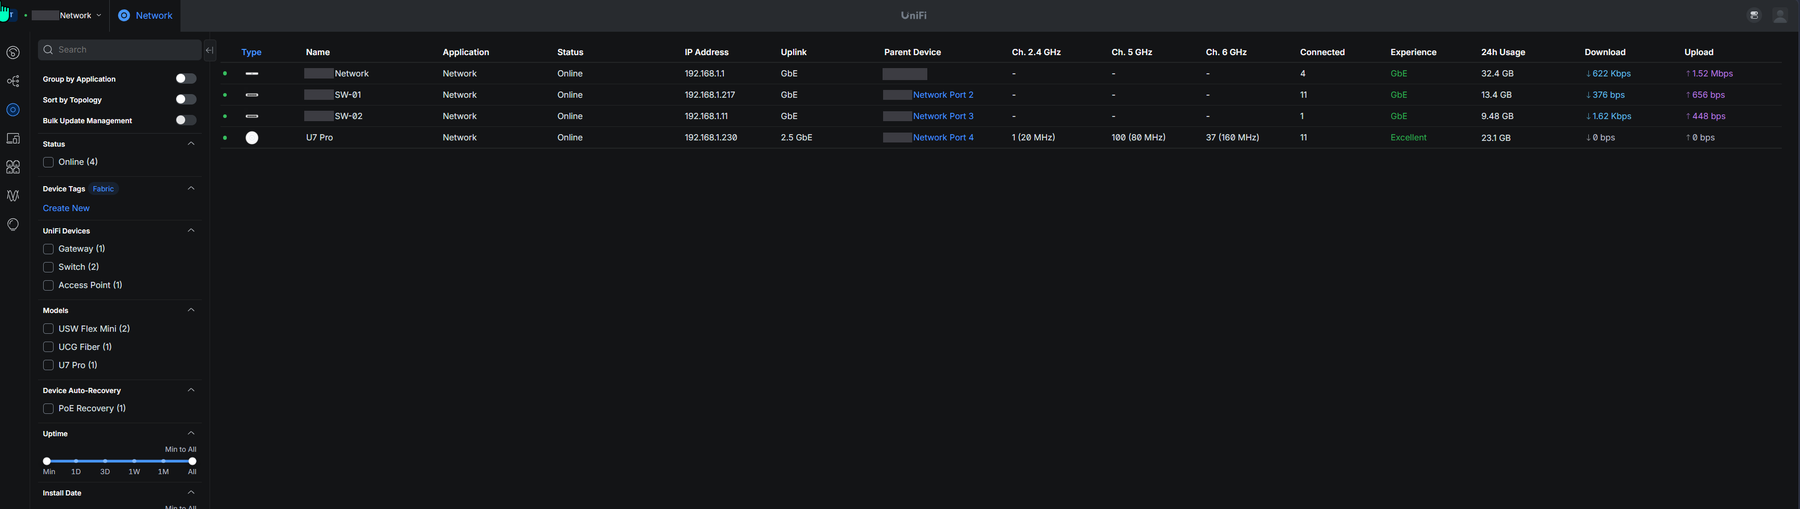 Network Network UniFi
Search
Group by Application
Sort by Topology
Bulk Update Management
Status
Online (4)
Device Tags Fabric
Create New
UniFi Devices
Gateway (1)
Switch (2)
Access Point (1)
Models
USW Flex Mini (2)
UCG Fiber (1)
U7 Pro (1)
Device Auto-Recovery
PoE Recovery (1)
Uptime
Min to All
Min 1D 3D 1W 1M All
Install Date
Min to All
Type Name Application Status IP Address Uplink Parent Device Ch. 2.4 GHz Ch. 5 GHz Ch. 6 GHz Connected Experience 24h Usage Download Upload
Network Network Online 192.168.1.1 GbE - - - 4 GbE 32.4 GB ↓622 Kbps ↑1.52 Mbps
SW-01 Network Online 192.168.1.217 GbE Network Port 2 - - - 11 GbE 13.4 GB ↓376 bps ↑656 bps
SW-02 Network Online 192.168.1.11 GbE Network Port 3 - - - 1 GbE 9.48 GB ↓1.62 Kbps ↑448 bps
U7 Pro Network Online 192.168.1.230 2.5 GbE Network Port 4 1 (20 MHz) 100 (80 MHz) 37 (160 MHz) 11 Excellent 23.1 GB ↓0 bps ↑0 bps